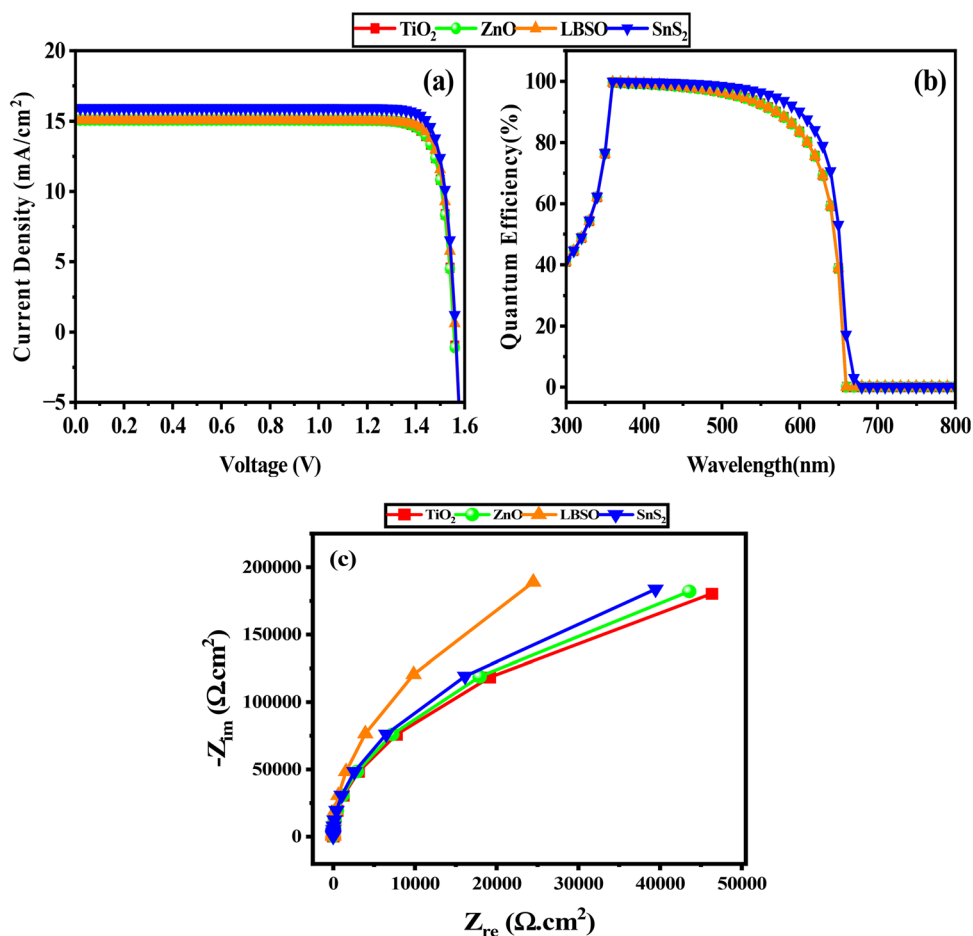 TiO₂ ZnO LBSO SnS₂
(a)
20
15
10
5
0
−5
Current Density (mA/cm²)
0.0 0.2 0.4 0.6 0.8 1.0 1.2 1.4 1.6
Voltage (V)
(b)
100
80
60
40
20
0
Quantum Efficiency(%)
300 400 500 600 700 800
Wavelength(nm)
TiO₂ ZnO LBSO SnS₂
(c)
200000
150000
100000
50000
0
-Zim (Ω.cm²)
0 10000 20000 30000 40000 50000
Zre (Ω.cm²)